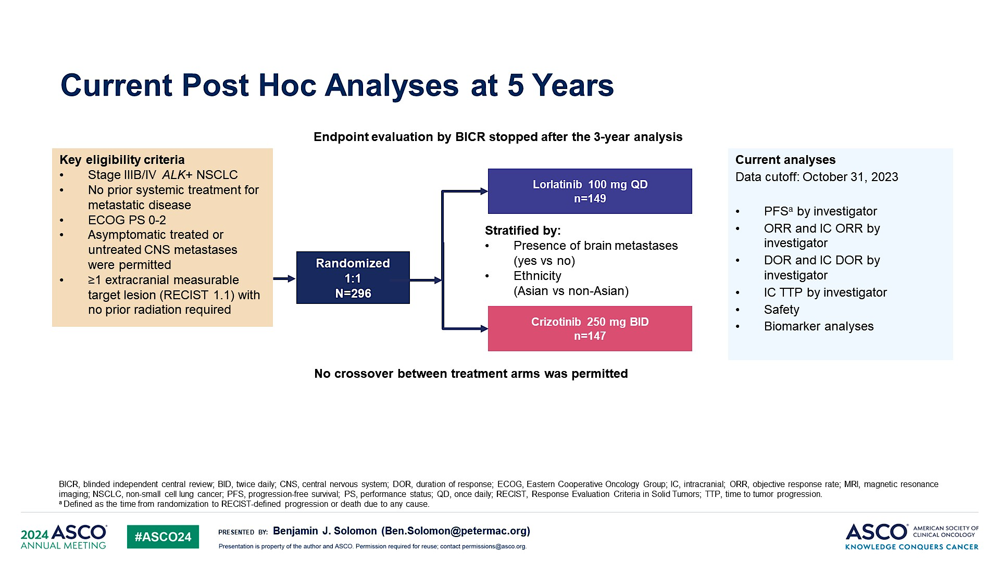 Current Post Hoc Analyses at 5 Years
Endpoint evaluation by BICR stopped after the 3-year analysis
Key eligibility criteria
• Stage IIIB/IV ALK+ NSCLC
• No prior systemic treatment for
metastatic disease
• ECOG PS 0-2
• Asymptomatic treated or
untreated CNS metastases
were permitted
• ≥1 extracranial measurable
target lesion (RECIST 1.1) with
no prior radiation required
Randomized
1:1
N=296
Lorlatinib 100 mg QD
n=149
Stratified by:
• Presence of brain metastases
(yes vs no)
• Ethnicity
(Asian vs non-Asian)
Crizotinib 250 mg BID
n=147
No crossover between treatment arms was permitted
Current analyses
Data cutoff: October 31, 2023
• PFSᵃ by investigator
• ORR and IC ORR by
investigator
• DOR and IC DOR by
investigator
• IC TTP by investigator
• Safety
• Biomarker analyses
BICR, blinded independent central review; BID, twice daily; CNS, central nervous system; DOR, duration of response; ECOG, Eastern Cooperative Oncology Group; IC, intracranial; ORR, objective response rate; MRI, magnetic resonance
imaging; NSCLC, non-small cell lung cancer; PFS, progression-free survival; PS, performance status; QD, once daily; RECIST, Response Evaluation Criteria in Solid Tumors; TTP, time to tumor progression.
ᵃ Defined as the time from randomization to RECIST-defined progression or death due to any cause.
2024 ASCO®
ANNUAL MEETING
#ASCO24
PRESENTED BY: Benjamin J. Solomon (Ben.Solomon@petermac.org)
Presentation is property of the author and ASCO. Permission required for reuse; contact permissions@asco.org.
ASCO® AMERICAN SOCIETY OF
CLINICAL ONCOLOGY
KNOWLEDGE CONQUERS CANCER